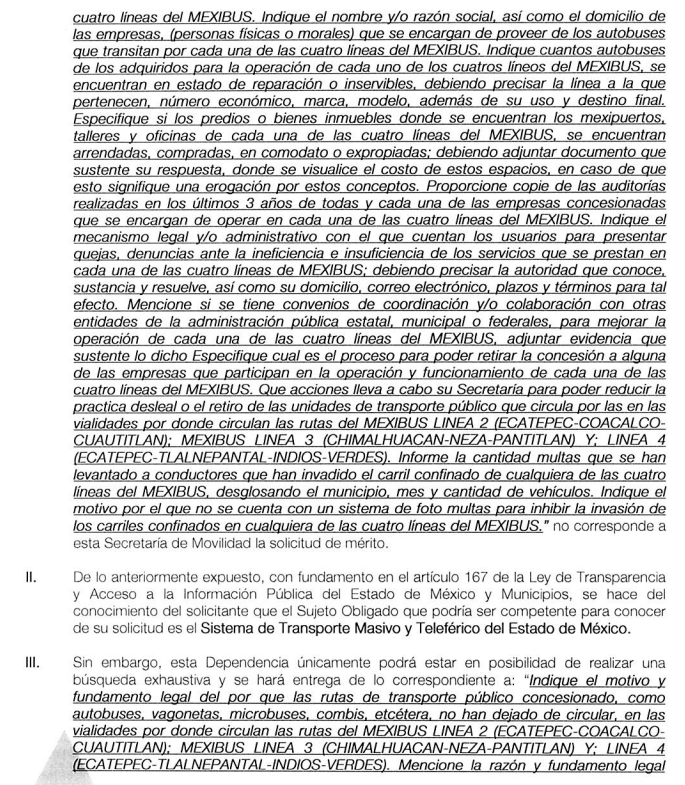 cuatro líneas del MEXIBUS. Indique el nombre y/o razón social, así como el domicilio de
las empresas, (personas físicas o morales) que se encargan de proveer de los autobuses
que transitan por cada una de las cuatro líneas del MEXIBUS. Indique cuantos autobuses
de los adquiridos para la operación de cada uno de los cuatros líneos del MEXIBUS, se
encuentran en estado de reparación o inservibles, debiendo precisar la línea a la que
pertenecen, número económico, marca, modelo, además de su uso y destino final.
Especifique si los predios o bienes inmuebles donde se encuentran los mexipuertos,
talleres y oficinas de cada una de las cuatro líneas del MEXIBUS, se encuentran
arrendadas, compradas, en comodato o expropiadas; debiendo adjuntar documento que
sustente su respuesta, donde se visualice el costo de estos espacios, en caso de que
esto signifique una erogación por estos conceptos. Proporcione copie de las auditorías
realizadas en los últimos 3 años de todas y cada una de las empresas concesionadas
que se encargan de operar en cada una de las cuatro líneas del MEXIBUS. Indique el
mecanismo legal y/o administrativo con el que cuentan los usuarios para presentar
quejas, denuncias ante la ineficiencia e insuficiencia de los servicios que se prestan en
cada una de las cuatro líneas de MEXIBUS; debiendo precisar la autoridad que conoce,
sustancia y resuelve, así como su domicilio, correo electrónico, plazos y términos para tal
efecto. Mencione si se tiene convenios de coordinación y/o colaboración con otras
entidades de la administración pública estatal, municipal o federales, para mejorar la
operación de cada una de las cuatro líneas del MEXIBUS, adjuntar evidencia que
sustente lo dicho Especifique cual es el proceso para poder retirar la concesión a alguna
de las empresas que participan en la operación y funcionamiento de cada una de las
cuatro líneas del MEXIBUS. Que acciones lleva a cabo su Secretaría para poder reducir la
practica desleal o el retiro de las unidades de transporte público que circula por las en las
vialidades por donde circulan las rutas del MEXIBUS LINEA 2 (ECATEPEC-COACALCO-
CUAUTITLAN); MEXIBUS LINEA 3 (CHIMALHUACAN-NEZA-PANTITLAN) Y; LINEA 4
(ECATEPEC-TLALNEPANTAL-INDIOS-VERDES). Informe la cantidad multas que se han
levantado a conductores que han invadido el carril confinado de cualquiera de las cuatro
líneas del MEXIBUS, desglosando el municipio, mes y cantidad de vehículos. Indique el
motivo por el que no se cuenta con un sistema de foto multas para inhibir la invasión de
los carriles confinados en cualquiera de las cuatro líneas del MEXIBUS." no corresponde a
esta Secretaría de Movilidad la solicitud de mérito.
II. De lo anteriormente expuesto, con fundamento en el artículo 167 de la Ley de Transparencia
y Acceso a la Información Pública del Estado de México y Municipios, se hace del
conocimiento del solicitante que el Sujeto Obligado que podría ser competente para conocer
de su solicitud es el Sistema de Transporte Masivo y Teleférico del Estado de México.
III. Sin embargo, esta Dependencia únicamente podrá estar en posibilidad de realizar una
búsqueda exhaustiva y se hará entrega de lo correspondiente a: "Indique el motivo y
fundamento legal del por que las rutas de transporte público concesionado, como
autobuses, vagonetas, microbuses, combis, etcétera, no han dejado de circular, en las
vialidades por donde circulan las rutas del MEXIBUS LINEA 2 (ECATEPEC-COACALCO-
CUAUTITLAN); MEXIBUS LINEA 3 (CHIMALHUACAN-NEZA-PANTITLAN) Y; LINEA 4
(ECATEPEC-TLALNEPANTAL-INDIOS-VERDES). Mencione la razón y fundamento legal